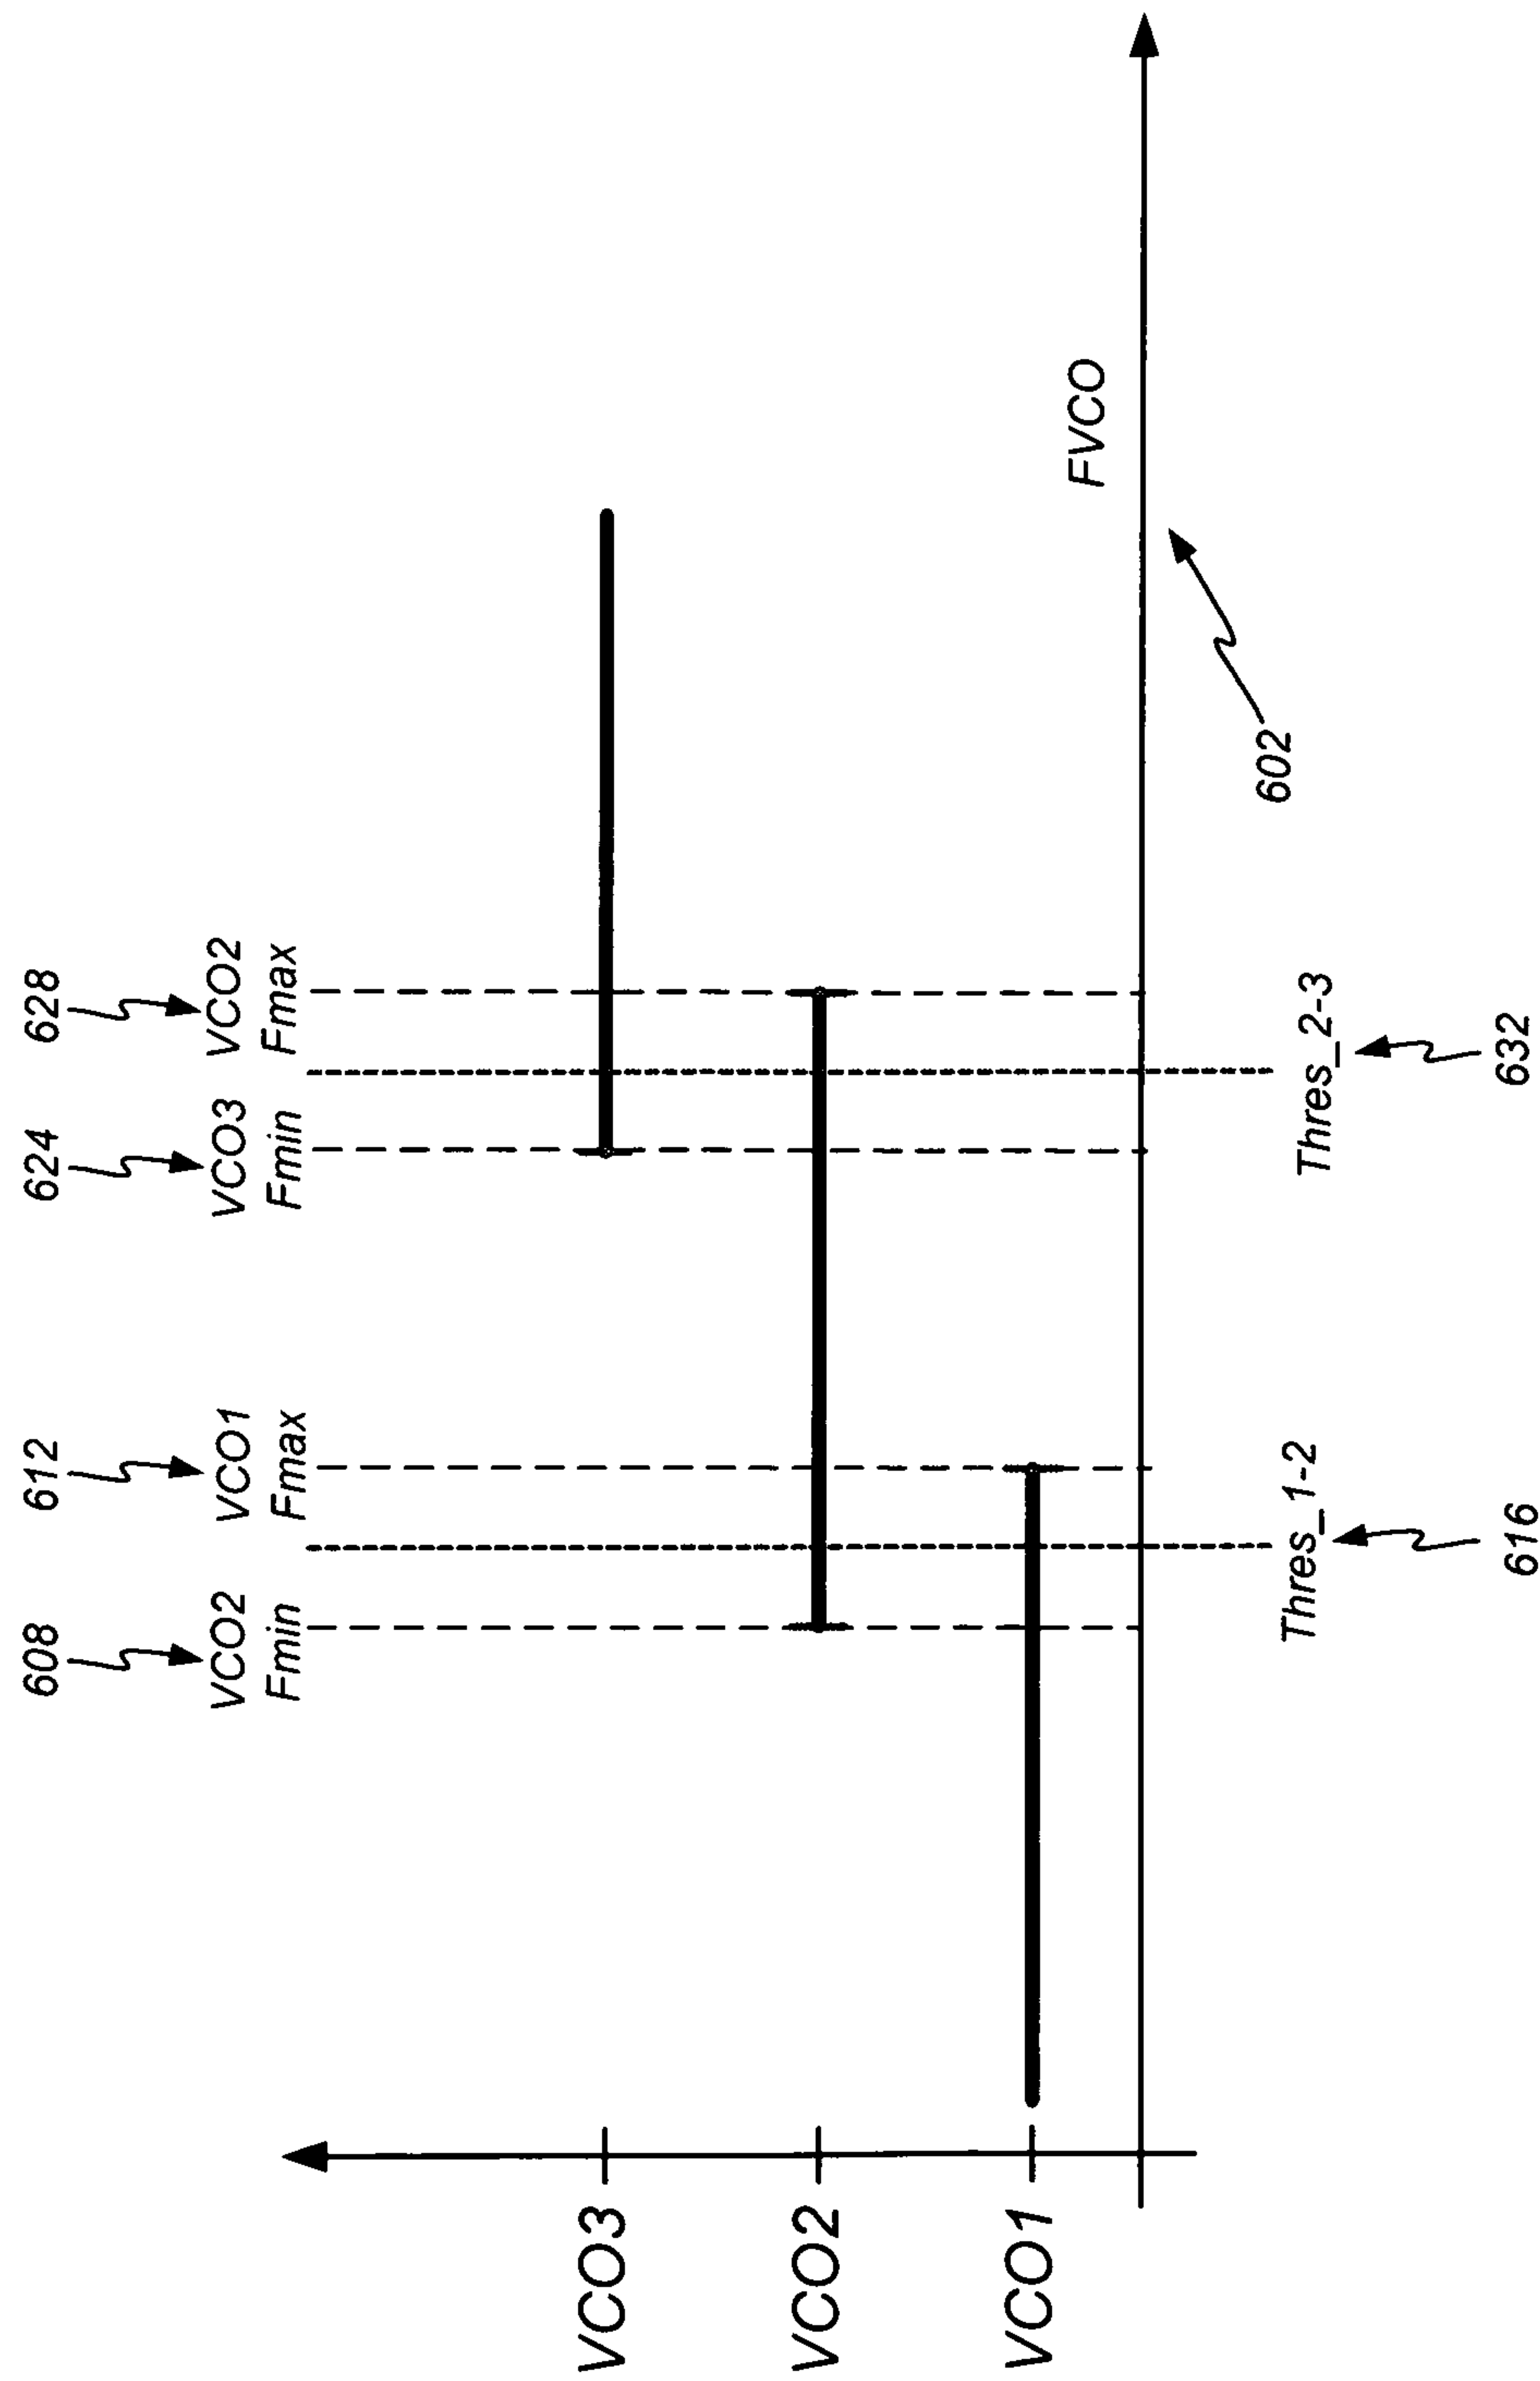 608
612
624
628
VCO2
Fmin
VCO1
Fmax
VCO3
Fmin
VCO2
Fmax
VCO3
VCO2
VCO1
FVCO
602
Thres_1-2
Thres_2-3
616
632